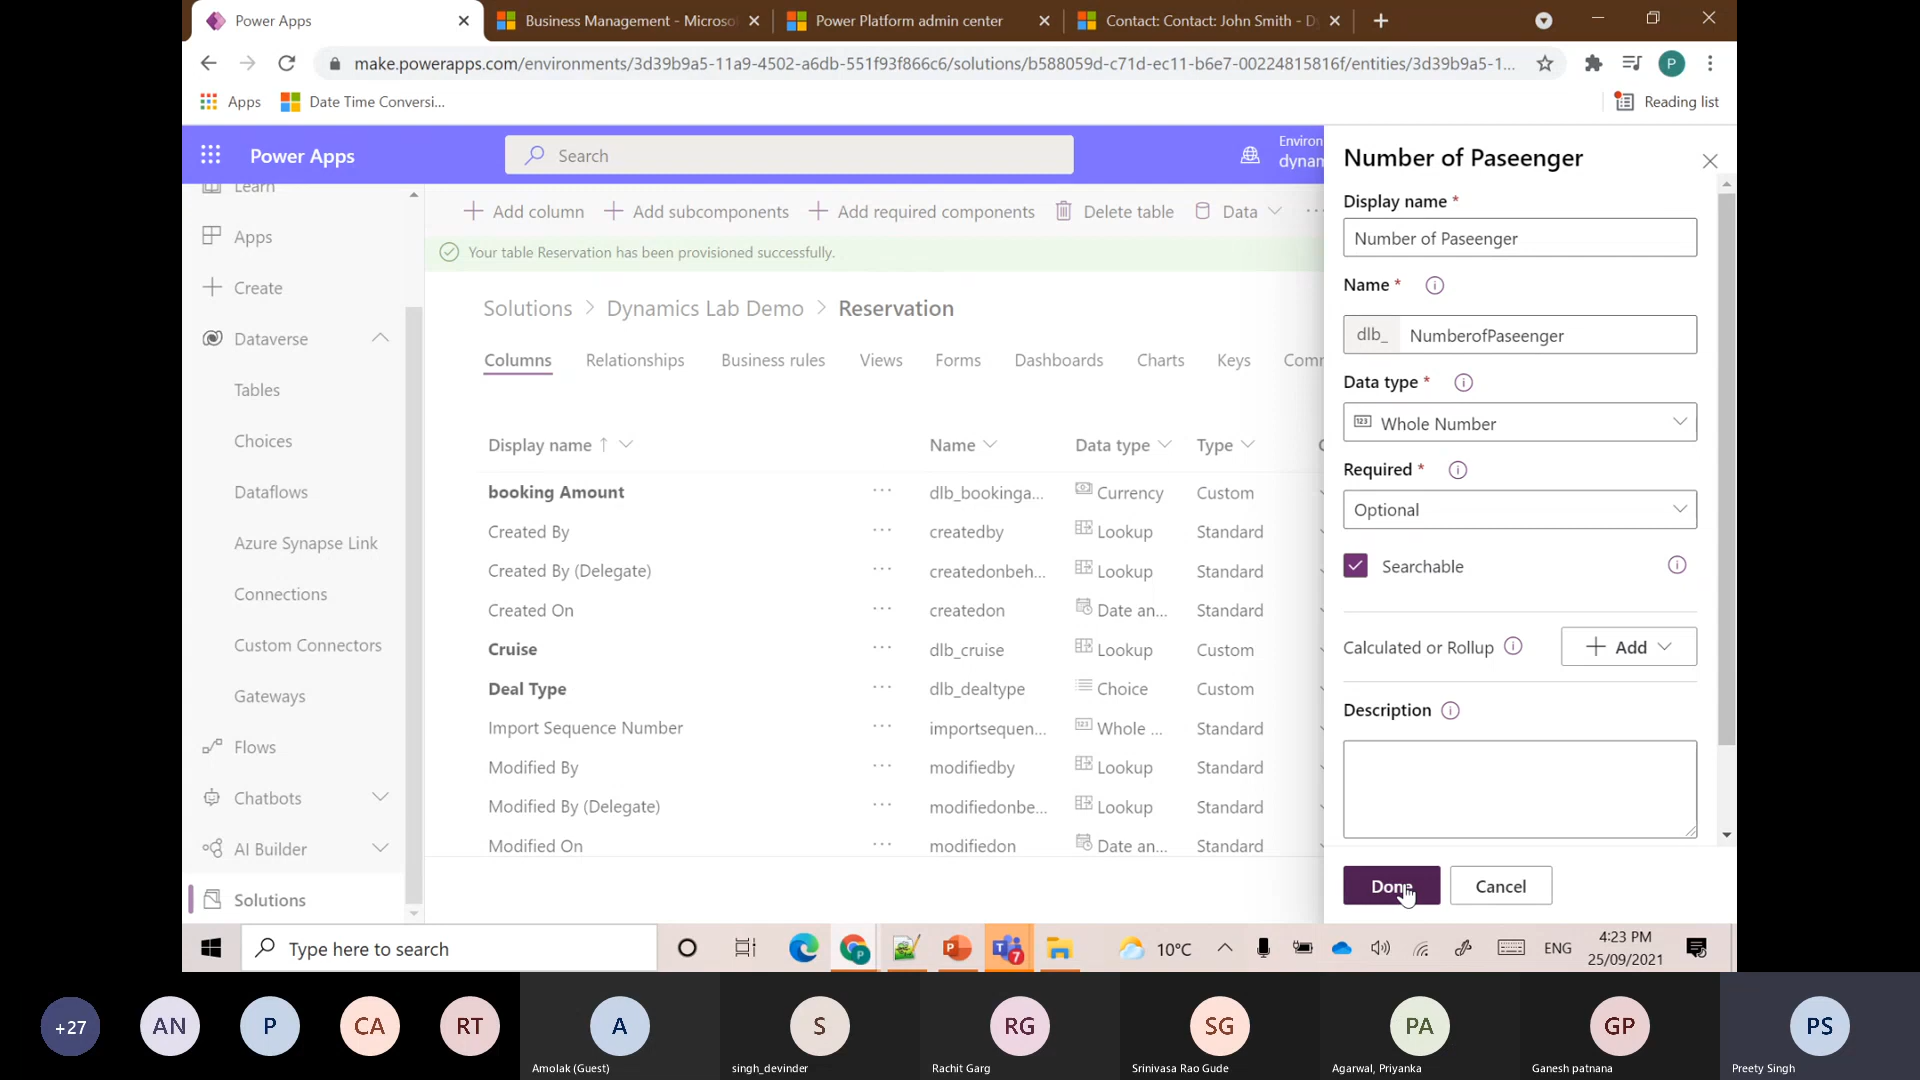 Power Apps
Business Management - Microso
Power Platform admin center
Contact: Contact: John Smith - D
make.powerapps.com/environments/3d39b9a5-11a9-4502-a6db-551f93f866c6/solutions/b588059d-c71d-ec11-b6e7-00224815816f/entities/3d39b9a5-1...
P
Apps
Date Time Conversi...
Reading list
Power Apps
Search
Environ
dynam
Learn
Apps
Create
Dataverse
Tables
Choices
Dataflows
Azure Synapse Link
Connections
Custom Connectors
Gateways
Flows
Chatbots
AI Builder
Solutions
Add column
Add subcomponents
Add required components
Delete table
Data
...
Your table Reservation has been provisioned successfully.
Solutions > Dynamics Lab Demo > Reservation
Columns Relationships Business rules Views Forms Dashboards Charts Keys Comm
Display name ↑ Name Data type Type C
booking Amount ... dlb_bookinga... Currency Custom
Created By ... createdby Lookup Standard
Created By (Delegate) ... createdonbeh... Lookup Standard
Created On ... createdon Date an... Standard
Cruise ... dlb_cruise Lookup Custom
Deal Type ... dlb_dealtype Choice Custom
Import Sequence Number ... importsequen... Whole ... Standard
Modified By ... modifiedby Lookup Standard
Modified By (Delegate) ... modifiedonbe... Lookup Standard
Modified On ... modifiedon Date an... Standard
Number of Paseenger
Display name *
Number of Paseenger
Name *
dlb_ NumberofPaseenger
Data type *
Whole Number
Required *
Optional
Searchable
Calculated or Rollup
Add
Description
Done
Cancel
Type here to search
7
10°C
ENG
4:23 PM
25/09/2021
+27
AN
P
CA
RT
A
S
RG
SG
PA
GP
PS
Amolak (Guest)
singh_devinder
Rachit Garg
Srinivasa Rao Gude
Agarwal, Priyanka
Ganesh patnana
Preety Singh